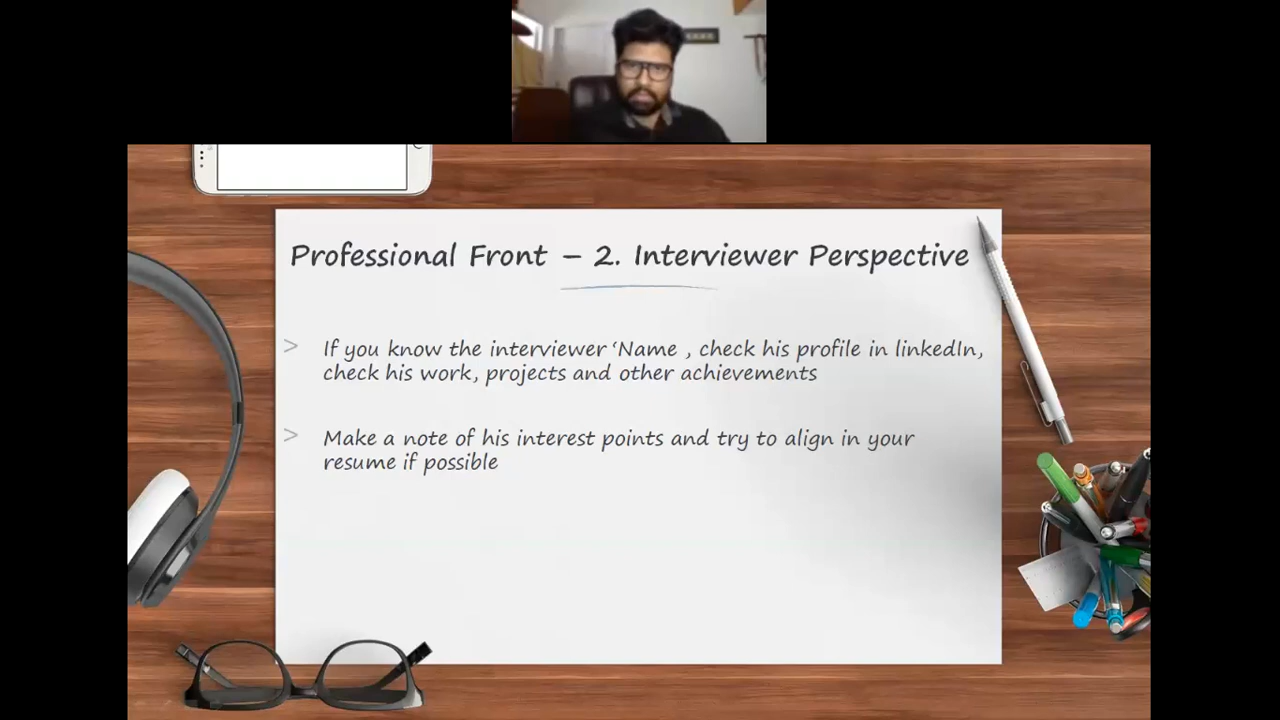 Professional Front – 2. Interviewer Perspective
> If you know the interviewer ‘Name , check his profile in linkedIn,
check his work, projects and other achievements
> Make a note of his interest points and try to align in your
resume if possible